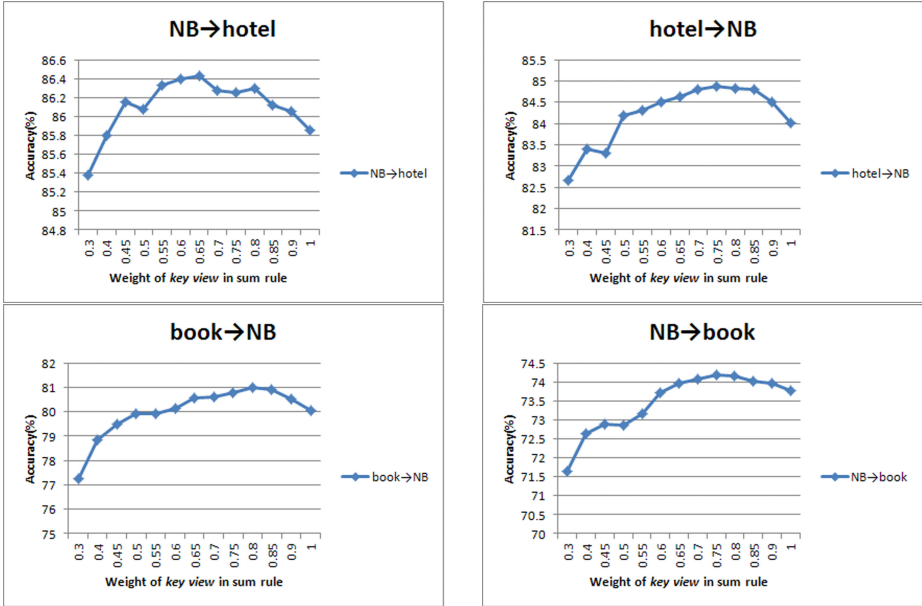 NB→hotel
86.6
86.4
86.2
86
85.8
85.6
85.4
85.2
85
84.8
Accuracy(%)
0.3 0.4 0.45 0.5 0.55 0.6 0.65 0.7 0.75 0.8 0.85 0.9 1
Weight of key view in sum rule
NB→hotel
hotel→NB
85.5
85
84.5
84
83.5
83
82.5
82
81.5
Accuracy(%)
0.3 0.4 0.45 0.5 0.55 0.6 0.65 0.7 0.75 0.8 0.85 0.9 1
Weight of key view in sum rule
hotel→NB
book→NB
82
81
80
79
78
77
76
75
Accuracy(%)
0.3 0.4 0.45 0.5 0.55 0.6 0.65 0.7 0.75 0.8 0.85 0.9 1
Weight of key view in sum rule
book→NB
NB→book
74.5
74
73.5
73
72.5
72
71.5
71
70.5
70
Accuracy(%)
0.3 0.4 0.45 0.5 0.55 0.6 0.65 0.7 0.75 0.8 0.85 0.9 1
Weight of key view in sum rule
NB→book